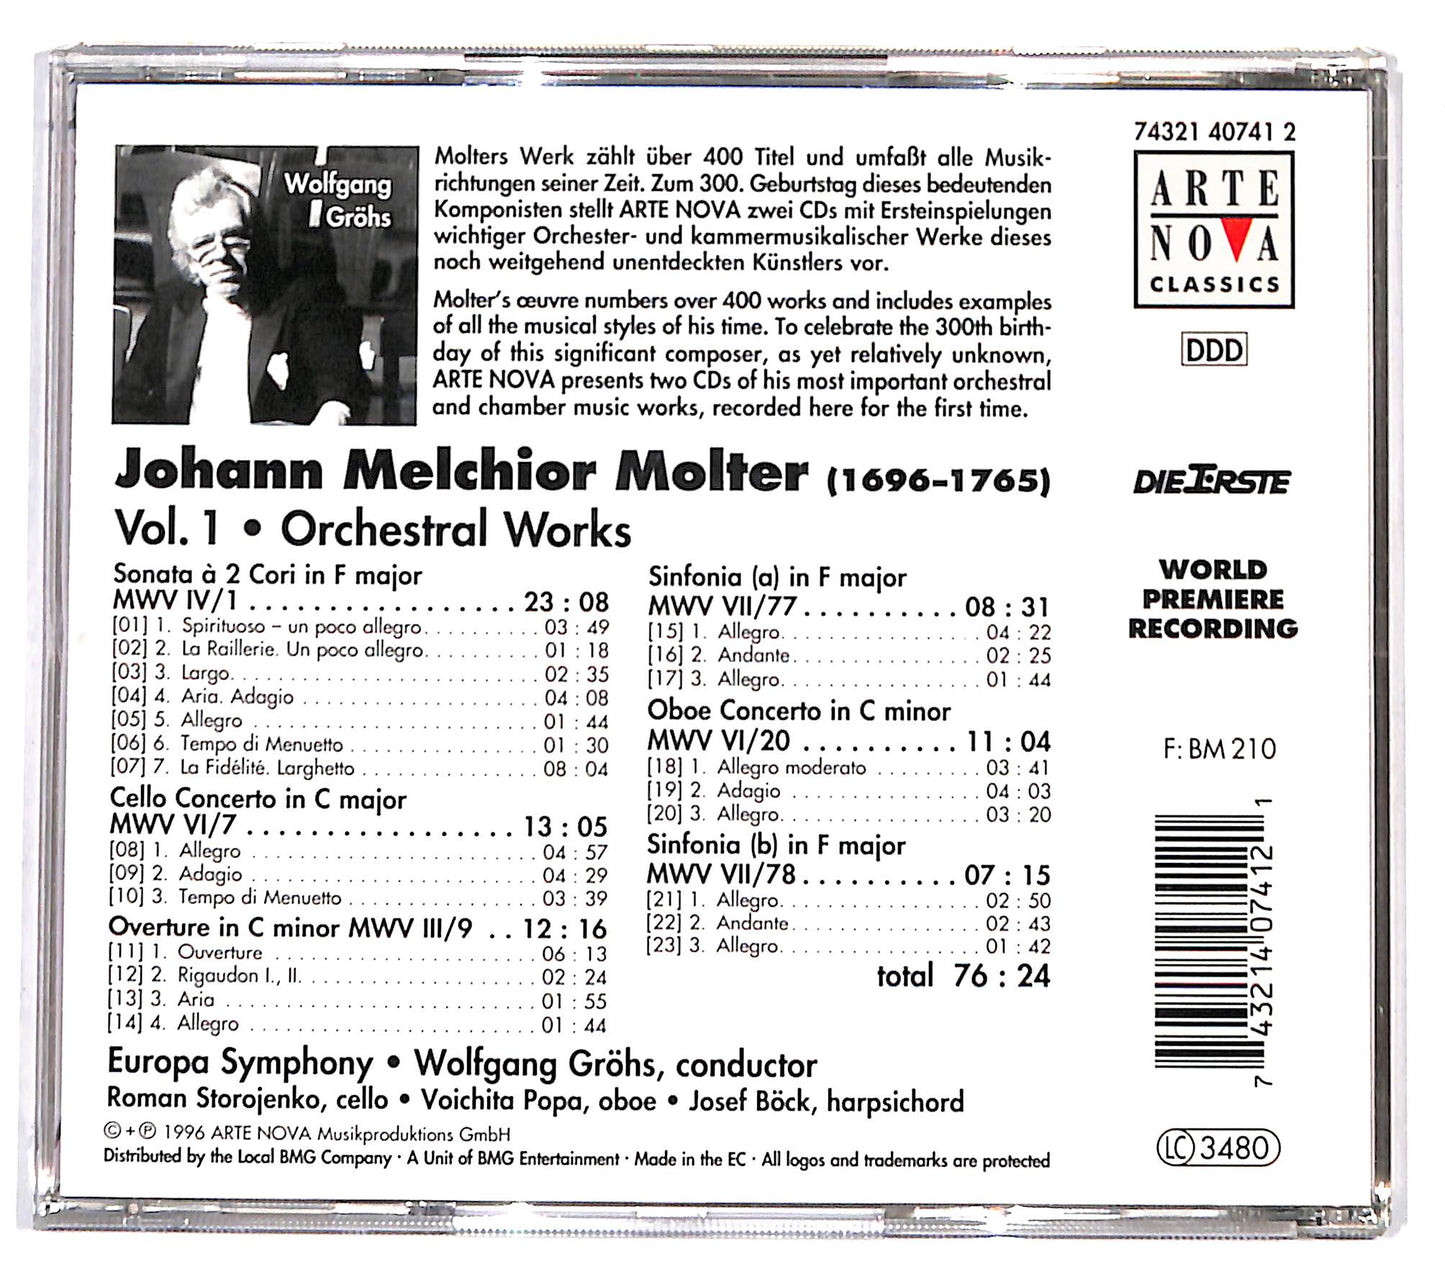 Wolfgang
Gröhs
Molters Werk zählt über 400 Titel und umfaßt alle Musik-
richtungen seiner Zeit. Zum 300. Geburtstag dieses bedeutenden
Komponisten stellt ARTE NOVA zwei CDs mit Ersteinspielungen
wichtiger Orchester- und kammermusikalischer Werke dieses
noch weitgehend unentdeckten Künstlers vor.
Molter's œuvre numbers over 400 works and includes examples
of all the musical styles of his time. To celebrate the 300th birth-
day of this significant composer, as yet relatively unknown,
ARTE NOVA presents two CDs of his most important orchestral
and chamber music works, recorded here for the first time.
Johann Melchior Molter (1696-1765)
Vol. 1 • Orchestral Works
Sonata à 2 Cori in F major
MWV IV/1 . . . . . . . . . . . . . . . . . 23 : 08
[01] 1. Spirituoso – un poco allegro. . . . . . . . . . 03 : 49
[02] 2. La Raillerie. Un poco allegro. . . . . . . . . . 01 : 18
[03] 3. Largo. . . . . . . . . . . . . . . . . . . . . . . . . . 02 : 35
[04] 4. Aria. Adagio . . . . . . . . . . . . . . . . . . . . 04 : 08
[05] 5. Allegro . . . . . . . . . . . . . . . . . . . . . . . . 01 : 44
[06] 6. Tempo di Menuetto . . . . . . . . . . . . . . . . 01 : 30
[07] 7. La Fidélité. Larghetto . . . . . . . . . . . . . . . 08 : 04
Cello Concerto in C major
MWV VI/7 . . . . . . . . . . . . . . . . . 13 : 05
[08] 1. Allegro . . . . . . . . . . . . . . . . . . . . . . . . 04 : 57
[09] 2. Adagio . . . . . . . . . . . . . . . . . . . . . . . . 04 : 29
[10] 3. Tempo di Menuetto . . . . . . . . . . . . . . . . 03 : 39
Overture in C minor MWV III/9 . . 12 : 16
[11] 1. Ouverture . . . . . . . . . . . . . . . . . . . . . . 06 : 13
[12] 2. Rigaudon I., II. . . . . . . . . . . . . . . . . . . . 02 : 24
[13] 3. Aria . . . . . . . . . . . . . . . . . . . . . . . . . . 01 : 55
[14] 4. Allegro . . . . . . . . . . . . . . . . . . . . . . . . 01 : 44
Sinfonia (a) in F major
MWV VII/77 . . . . . . . . . . 08 : 31
[15] 1. Allegro. . . . . . . . . . . . . . . . . 04 : 22
[16] 2. Andante. . . . . . . . . . . . . . . . 02 : 25
[17] 3. Allegro. . . . . . . . . . . . . . . . . 01 : 44
Oboe Concerto in C minor
MWV VI/20 . . . . . . . . . . 11 : 04
[18] 1. Allegro moderato . . . . . . . . . 03 : 41
[19] 2. Adagio . . . . . . . . . . . . . . . . 04 : 03
[20] 3. Allegro. . . . . . . . . . . . . . . . . 03 : 20
Sinfonia (b) in F major
MWV VII/78 . . . . . . . . . . 07 : 15
[21] 1. Allegro. . . . . . . . . . . . . . . . . 02 : 50
[22] 2. Andante. . . . . . . . . . . . . . . . 02 : 43
[23] 3. Allegro. . . . . . . . . . . . . . . . . 01 : 42
total 76 : 24
Europa Symphony • Wolfgang Gröhs, conductor
Roman Storojenko, cello • Voichita Popa, oboe • Josef Böck, harpsichord
© + ℗ 1996 ARTE NOVA Musikproduktions GmbH
Distributed by the Local BMG Company · A Unit of BMG Entertainment · Made in the EC · All logos and trademarks are protected
74321 40741 2
ARTE
NOVA
CLASSICS
DDD
DIE ERSTE
WORLD
PREMIERE
RECORDING
F: BM 210
7 43214 07412 1
LC 3480